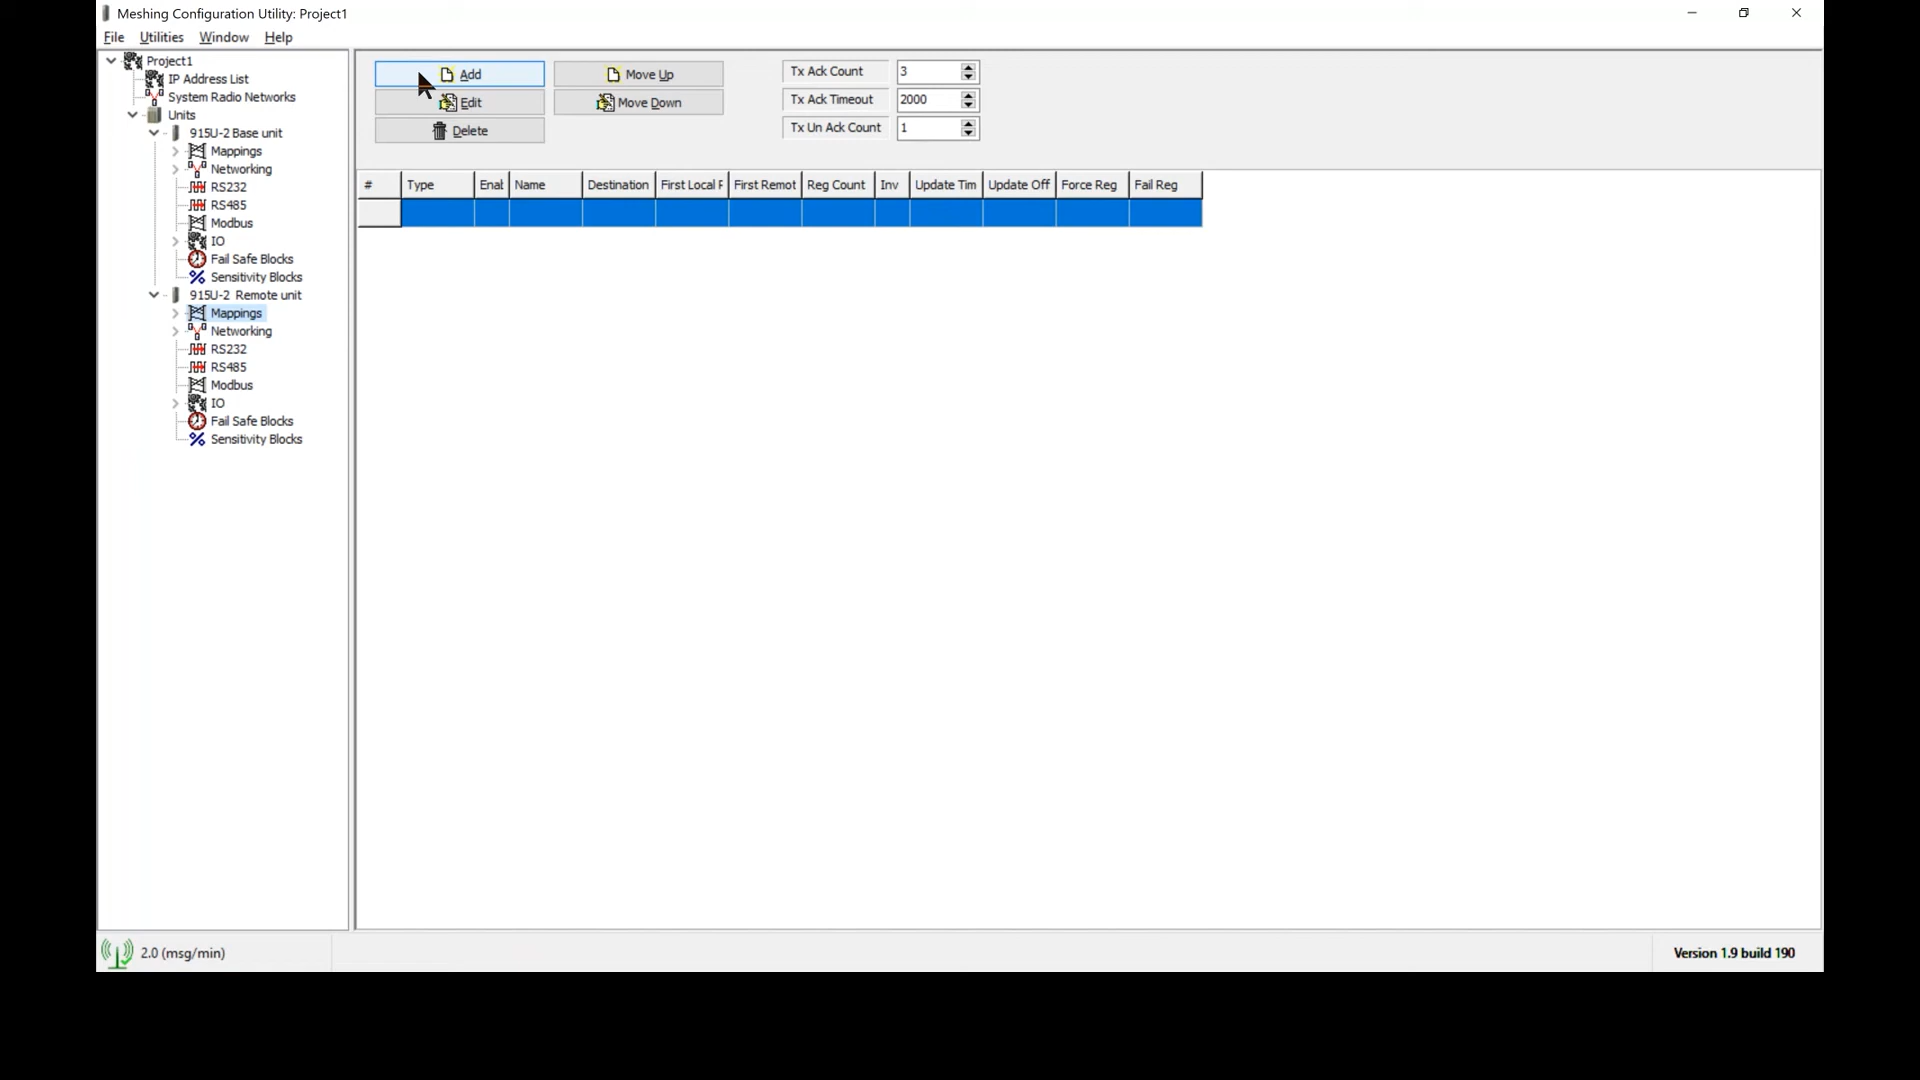 Meshing Configuration Utility: Project1
File Utilities Window Help
Project1
IP Address List
System Radio Networks
Units
915U-2 Base unit
Mappings
Networking
RS232
RS485
Modbus
IO
Fail Safe Blocks
Sensitivity Blocks
915U-2 Remote unit
Mappings
Networking
RS232
RS485
Modbus
IO
Fail Safe Blocks
Sensitivity Blocks
Add Move Up Tx Ack Count 3
Edit Move Down Tx Ack Timeout 2000
Delete Tx Un Ack Count 1
# Type Enal Name Destination First Local F First Remot Reg Count Inv Update Tim Update Off Force Reg Fail Reg
2.0 (msg/min) Version 1.9 build 190